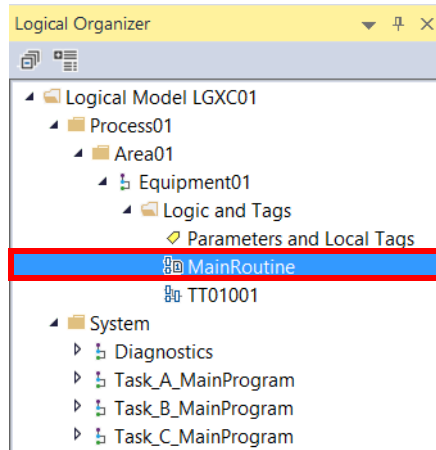 Logical Organizer
Logical Model LGXC01
Process01
Area01
Equipment01
Logic and Tags
Parameters and Local Tags
MainRoutine
TT01001
System
Diagnostics
Task_A_MainProgram
Task_B_MainProgram
Task_C_MainProgram